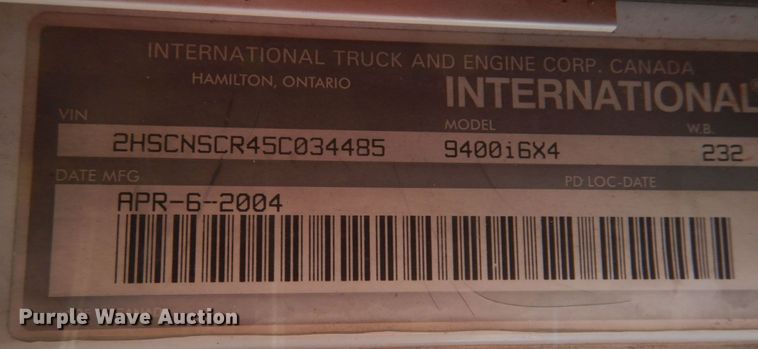 INTERNATIONAL TRUCK AND ENGINE CORP. CANADA
HAMILTON, ONTARIO
INTERNATIONAL
VIN
MODEL
W.B.
2HSCNSCR45C034485
9400i6X4
232
DATE MFG
PD LOC-DATE
APR-6-2004
Purple Wave Auction